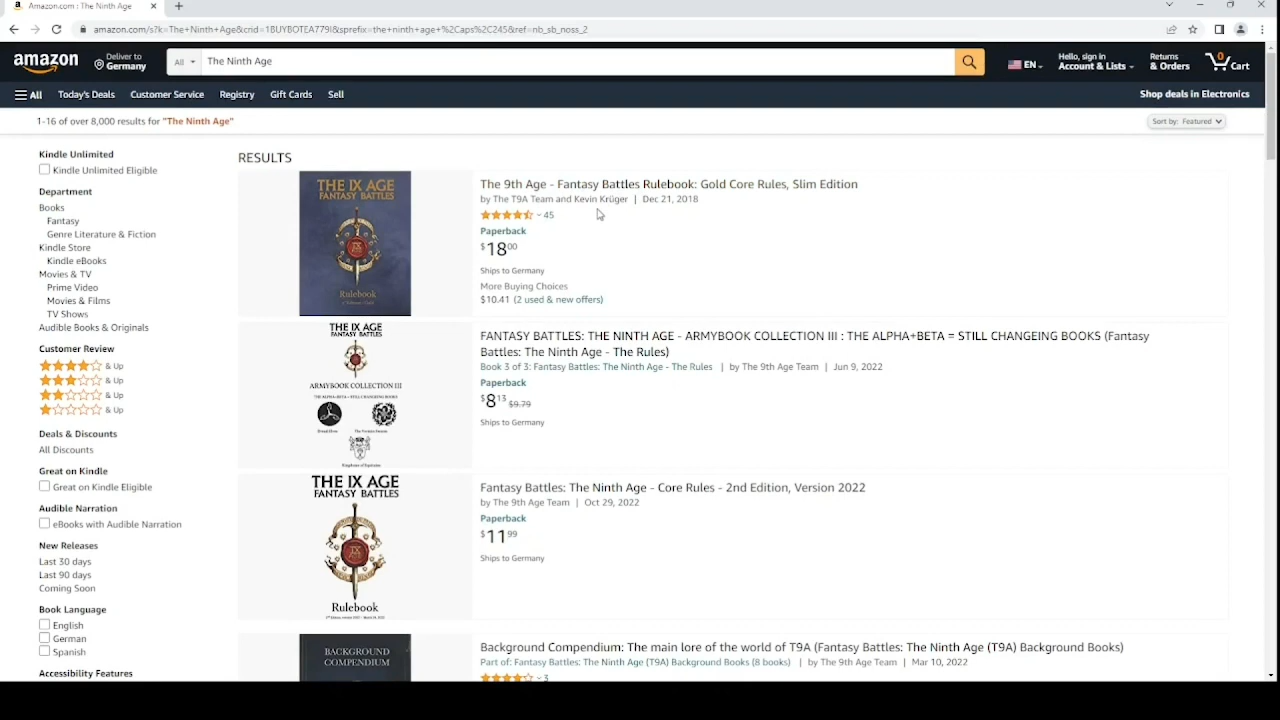 Amazon.com : The Ninth Age
amazon.com/s?k=The+Ninth+Age&crid=1BUYBOTEA779I&sprefix=the+ninth+age+%2Caps%2C245&ref=nb_sb_noss_2
amazon
Deliver to
Germany
All
The Ninth Age
EN
Hello, sign in
Account & Lists
Returns
& Orders
0
Cart
All
Today's Deals
Customer Service
Registry
Gift Cards
Sell
Shop deals in Electronics
1-16 of over 8,000 results for "The Ninth Age"
Sort by: Featured
Kindle Unlimited
Kindle Unlimited Eligible
Department
Books
Fantasy
Genre Literature & Fiction
Kindle Store
Kindle eBooks
Movies & TV
Prime Video
Movies & Films
TV Shows
Audible Books & Originals
Customer Review
& Up
& Up
& Up
& Up
Deals & Discounts
All Discounts
Great on Kindle
Great on Kindle Eligible
Audible Narration
eBooks with Audible Narration
New Releases
Last 30 days
Last 90 days
Coming Soon
Book Language
English
German
Spanish
Accessibility Features
RESULTS
THE IX AGE
FANTASY BATTLES
Rulebook
The 9th Age - Fantasy Battles Rulebook: Gold Core Rules, Slim Edition
by The T9A Team and Kevin Krüger | Dec 21, 2018
45
Paperback
$1800
Ships to Germany
More Buying Choices
$10.41 (2 used & new offers)
THE IX AGE
FANTASY BATTLES
ARMYBOOK COLLECTION III
THE ALPHA+BETA = STILL CHANGING BOOKS
Kingdom of Equitaine
FANTASY BATTLES: THE NINTH AGE - ARMYBOOK COLLECTION III : THE ALPHA+BETA = STILL CHANGING BOOKS (Fantasy
Battles: The Ninth Age - The Rules)
Book 3 of 3: Fantasy Battles: The Ninth Age - The Rules | by The 9th Age Team | Jun 9, 2022
Paperback
$813 $9.79
Ships to Germany
THE IX AGE
FANTASY BATTLES
Rulebook
Fantasy Battles: The Ninth Age - Core Rules - 2nd Edition, Version 2022
by The 9th Age Team | Oct 29, 2022
Paperback
$1199
Ships to Germany
BACKGROUND
COMPENDIUM
Background Compendium: The main lore of the world of T9A (Fantasy Battles: The Ninth Age (T9A) Background Books)
Part of: Fantasy Battles: The Ninth Age (T9A) Background Books (8 books) | by The 9th Age Team | Mar 10, 2022
3